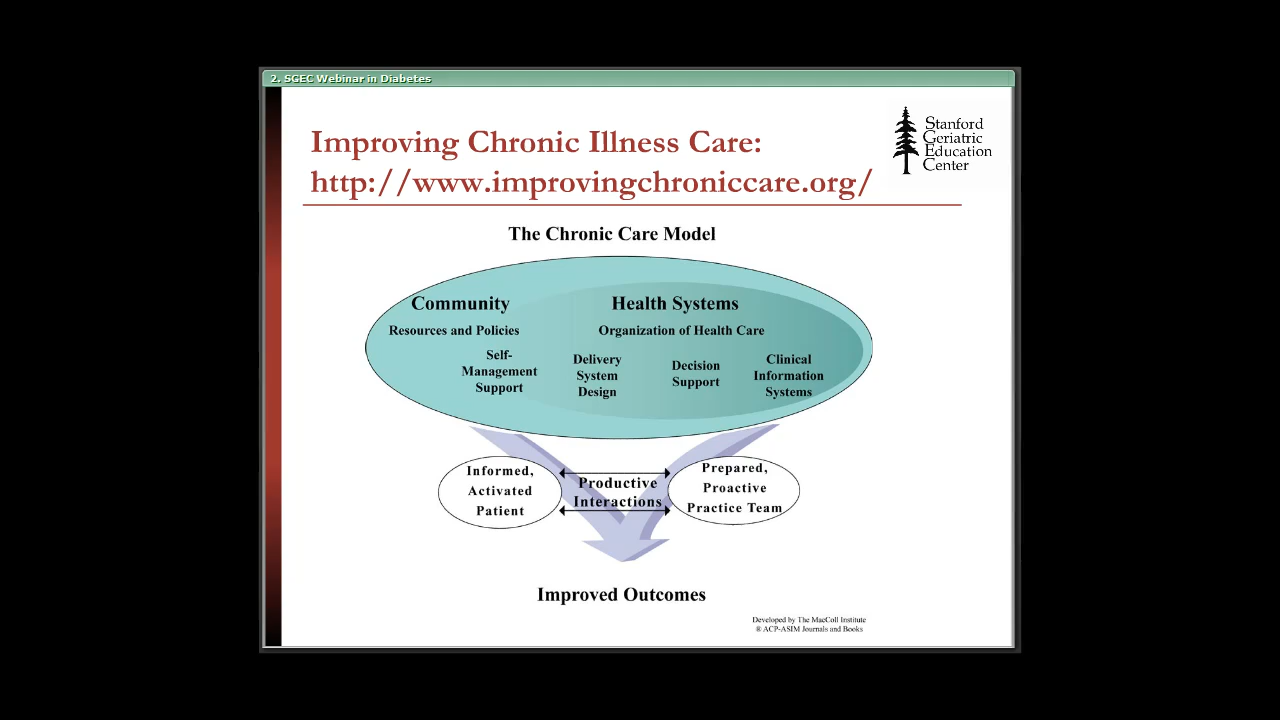 2. SGEC Webinar in Diabetes
Improving Chronic Illness Care:
http://www.improvingchroniccare.org/
Stanford
Geriatric
Education
Center
The Chronic Care Model
Community
Resources and Policies
Health Systems
Organization of Health Care
Self-
Management
Support
Delivery
System
Design
Decision
Support
Clinical
Information
Systems
Informed,
Activated
Patient
Productive
Interactions
Prepared,
Proactive
Practice Team
Improved Outcomes
Developed by The MacColl Institute
® ACP-ASIM Journals and Books